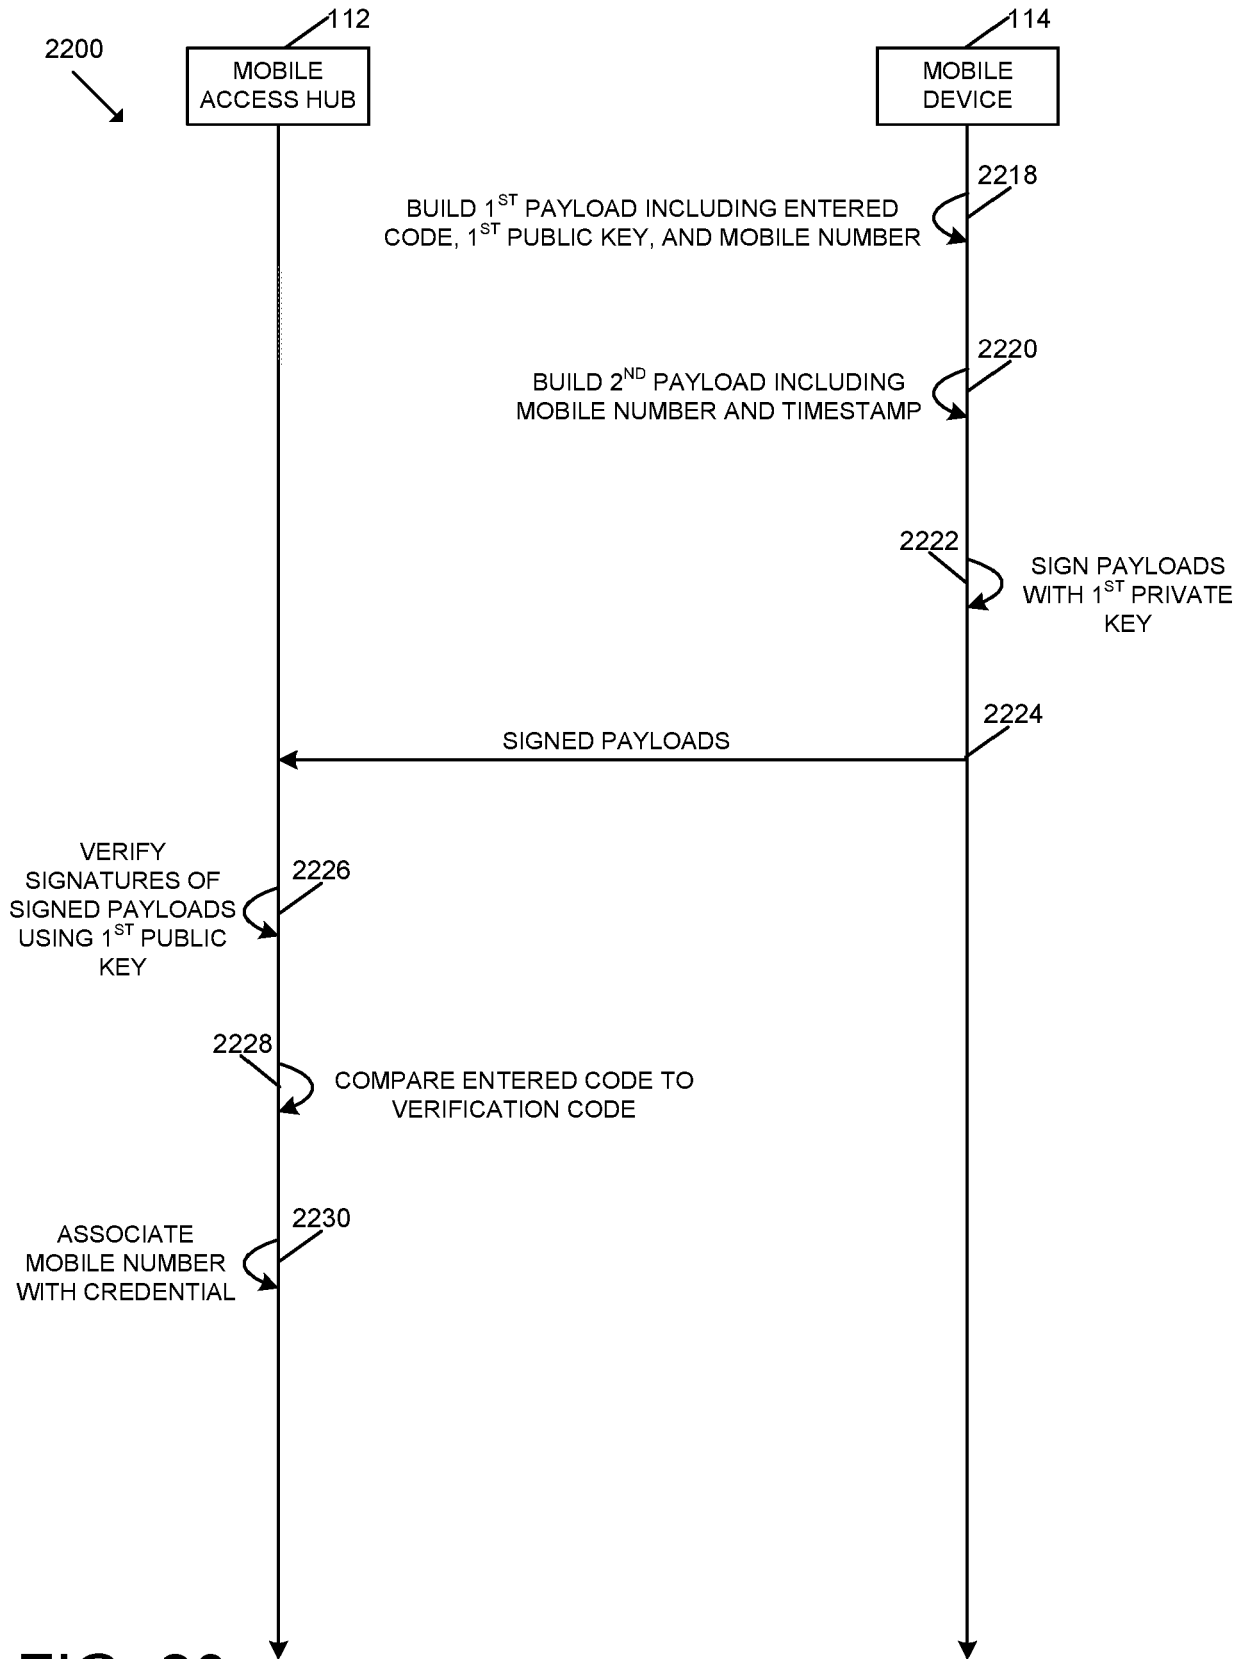 112
114
2200
MOBILE
ACCESS HUB
MOBILE
DEVICE
2218
BUILD 1ST PAYLOAD INCLUDING ENTERED
CODE, 1ST PUBLIC KEY, AND MOBILE NUMBER
2220
BUILD 2ND PAYLOAD INCLUDING
MOBILE NUMBER AND TIMESTAMP
2222
SIGN PAYLOADS
WITH 1ST PRIVATE
KEY
2224
SIGNED PAYLOADS
VERIFY
SIGNATURES OF
SIGNED PAYLOADS
USING 1ST PUBLIC
KEY
2226
2228
COMPARE ENTERED CODE TO
VERIFICATION CODE
2230
ASSOCIATE
MOBILE NUMBER
WITH CREDENTIAL
FIG.